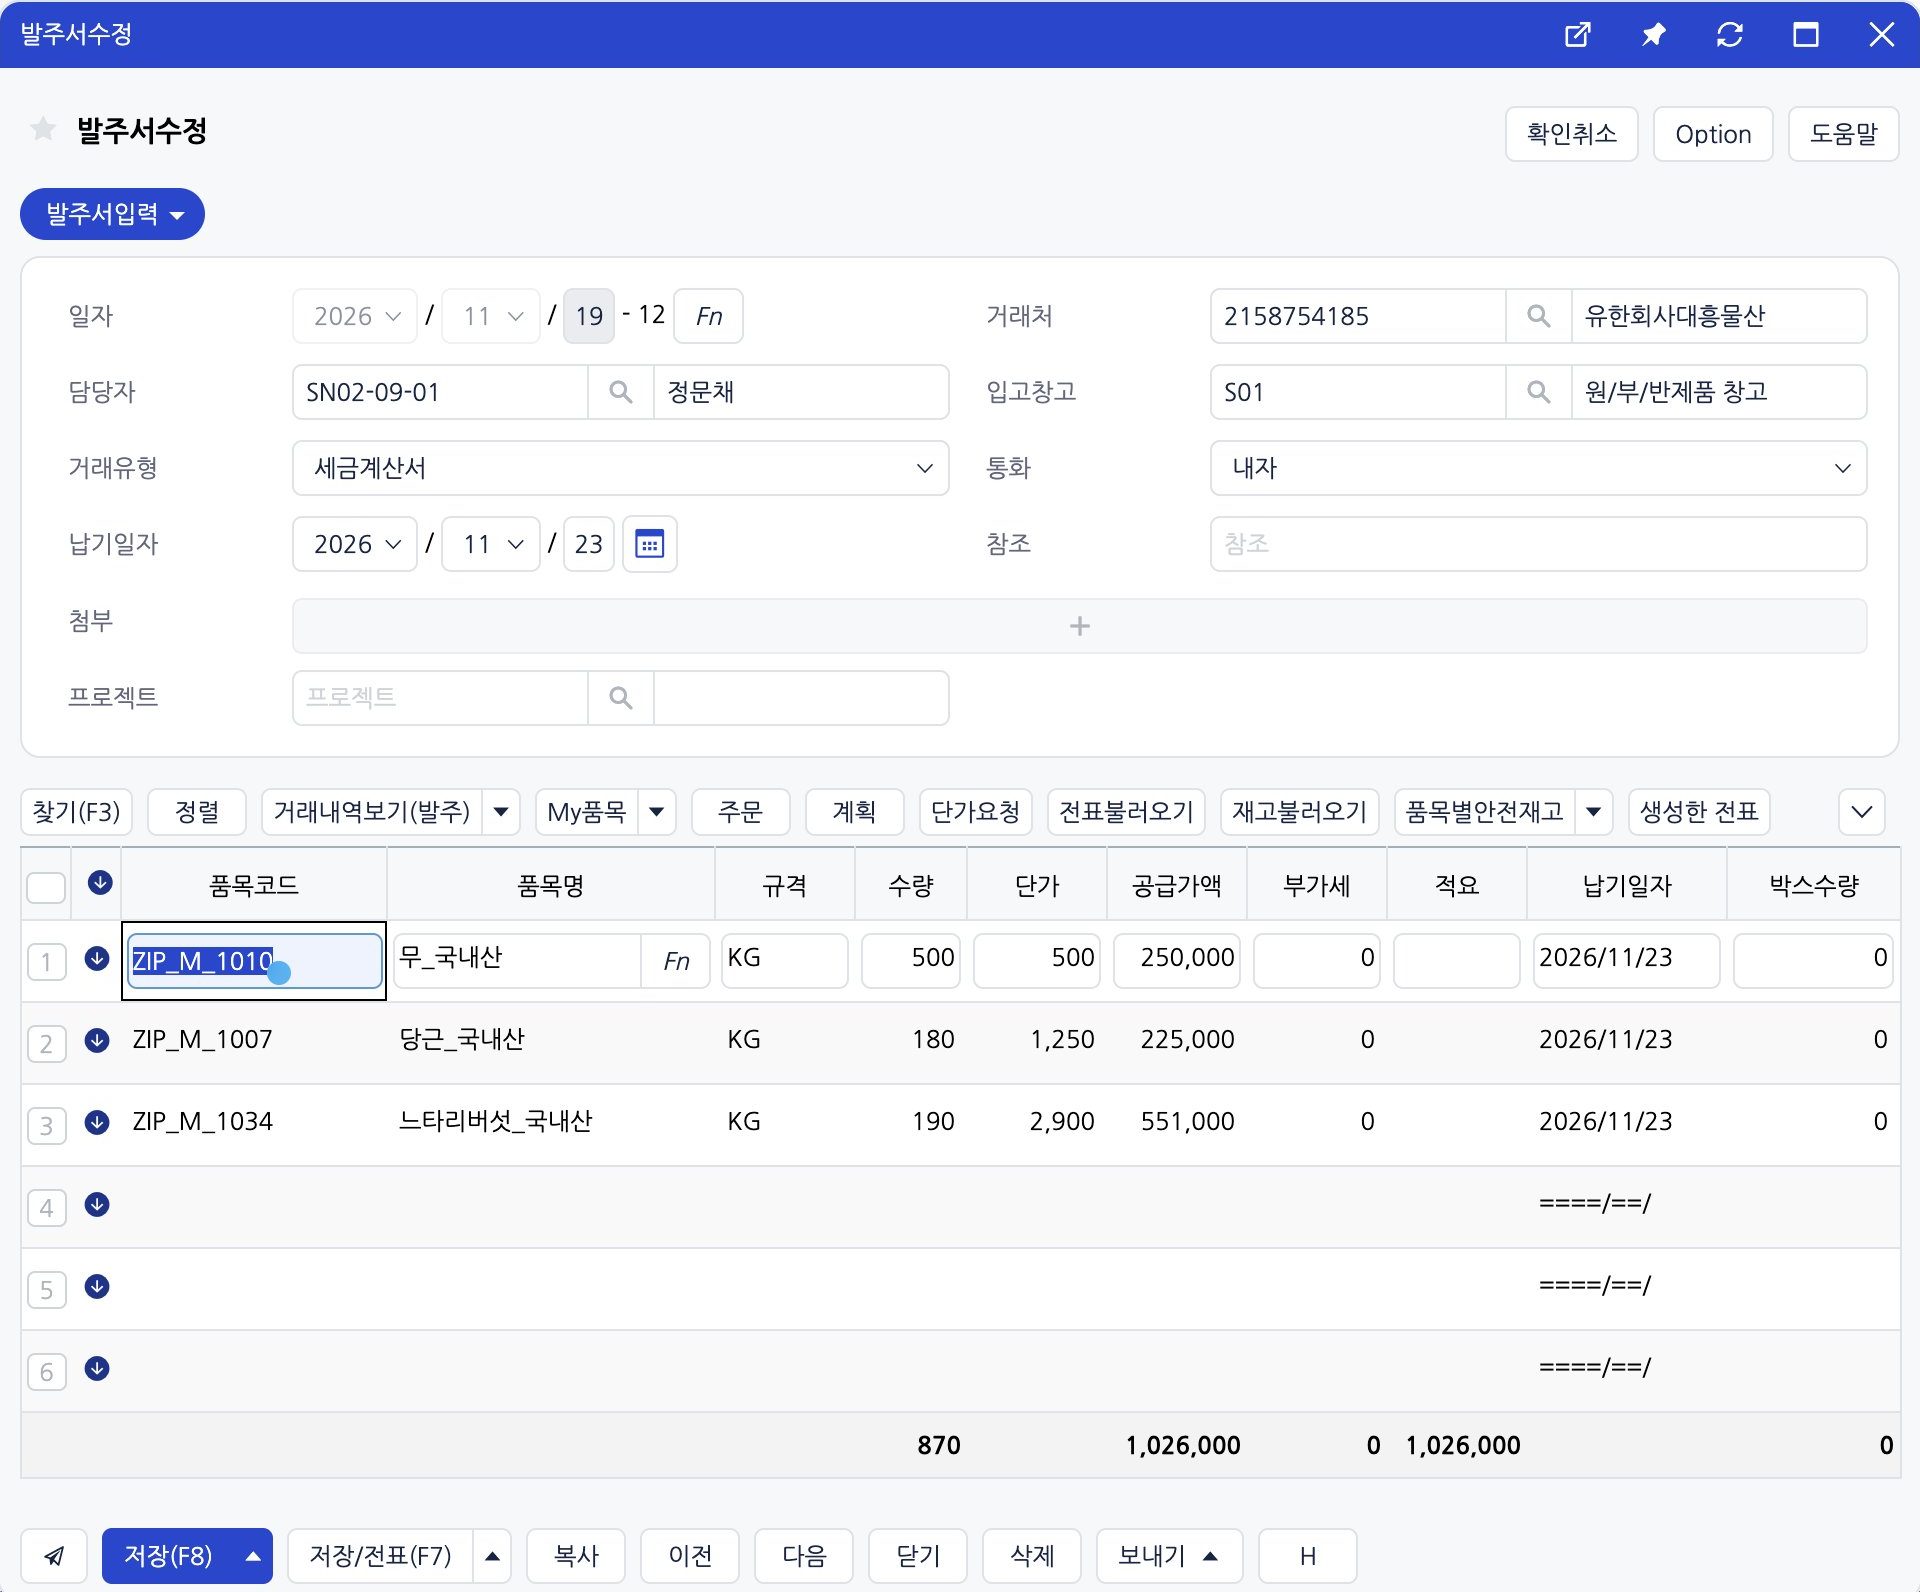 발주서수정
발주서수정
확인취소 Option 도움말
발주서입력
일자 2026 / 11 / 19 - 12 Fn 거래처 2158754185 유한회사대흥물산
담당자 SN02-09-01 정문채 입고창고 S01 원/부/반제품 창고
거래유형 세금계산서 통화 내자
납기일자 2026 / 11 / 23 참조 참조
첨부 +
프로젝트 프로젝트
찾기(F3) 정렬 거래내역보기(발주) My품목 주문 계획 단가요청 전표불러오기 재고불러오기 품목별안전재고 생성한 전표
품목코드 품목명 규격 수량 단가 공급가액 부가세 적요 납기일자 박스수량
1 ZIP_M_1010 무_국내산 Fn KG 500 500 250,000 0 2026/11/23 0
2 ZIP_M_1007 당근_국내산 KG 180 1,250 225,000 0 2026/11/23 0
3 ZIP_M_1034 느타리버섯_국내산 KG 190 2,900 551,000 0 2026/11/23 0
4 ====/==/
5 ====/==/
6 ====/==/
870 1,026,000 0 1,026,000 0
저장(F8) 저장/전표(F7) 복사 이전 다음 닫기 삭제 보내기 H